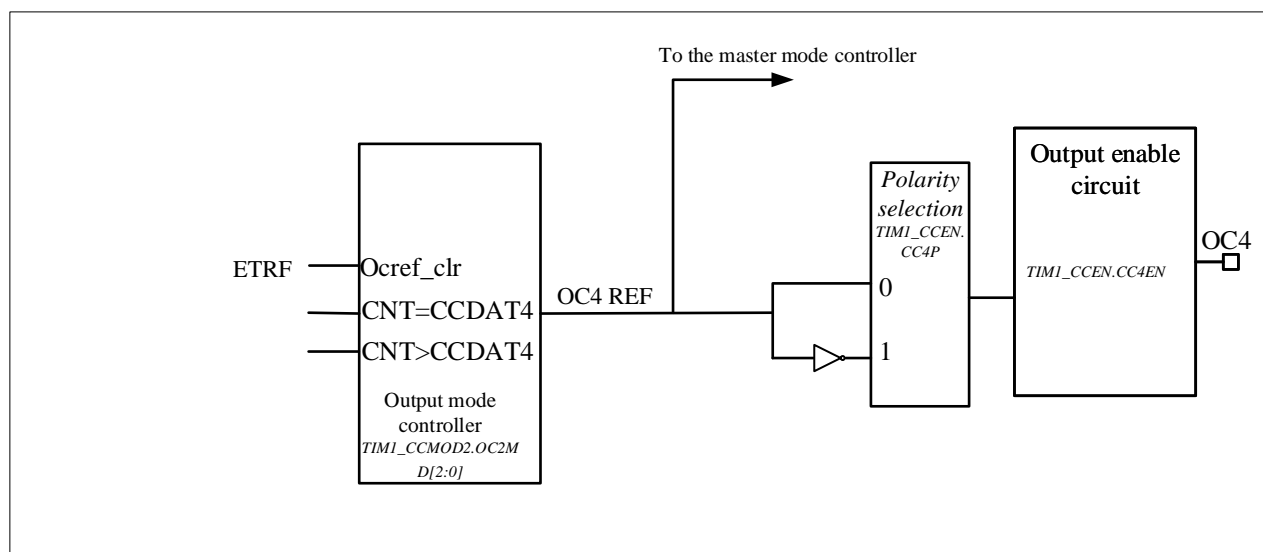 To the master mode controller
Output enable
circuit
Polarity
selection
TIM1_CCEN.
CC4P
OC4
TIM1_CCEN.CC4EN
ETRF
Ocref_clr
CNT=CCDAT4
OC4 REF
0
CNT>CCDAT4
1
Output mode
controller
TIM1_CCMOD2.OC2M
D[2:0]